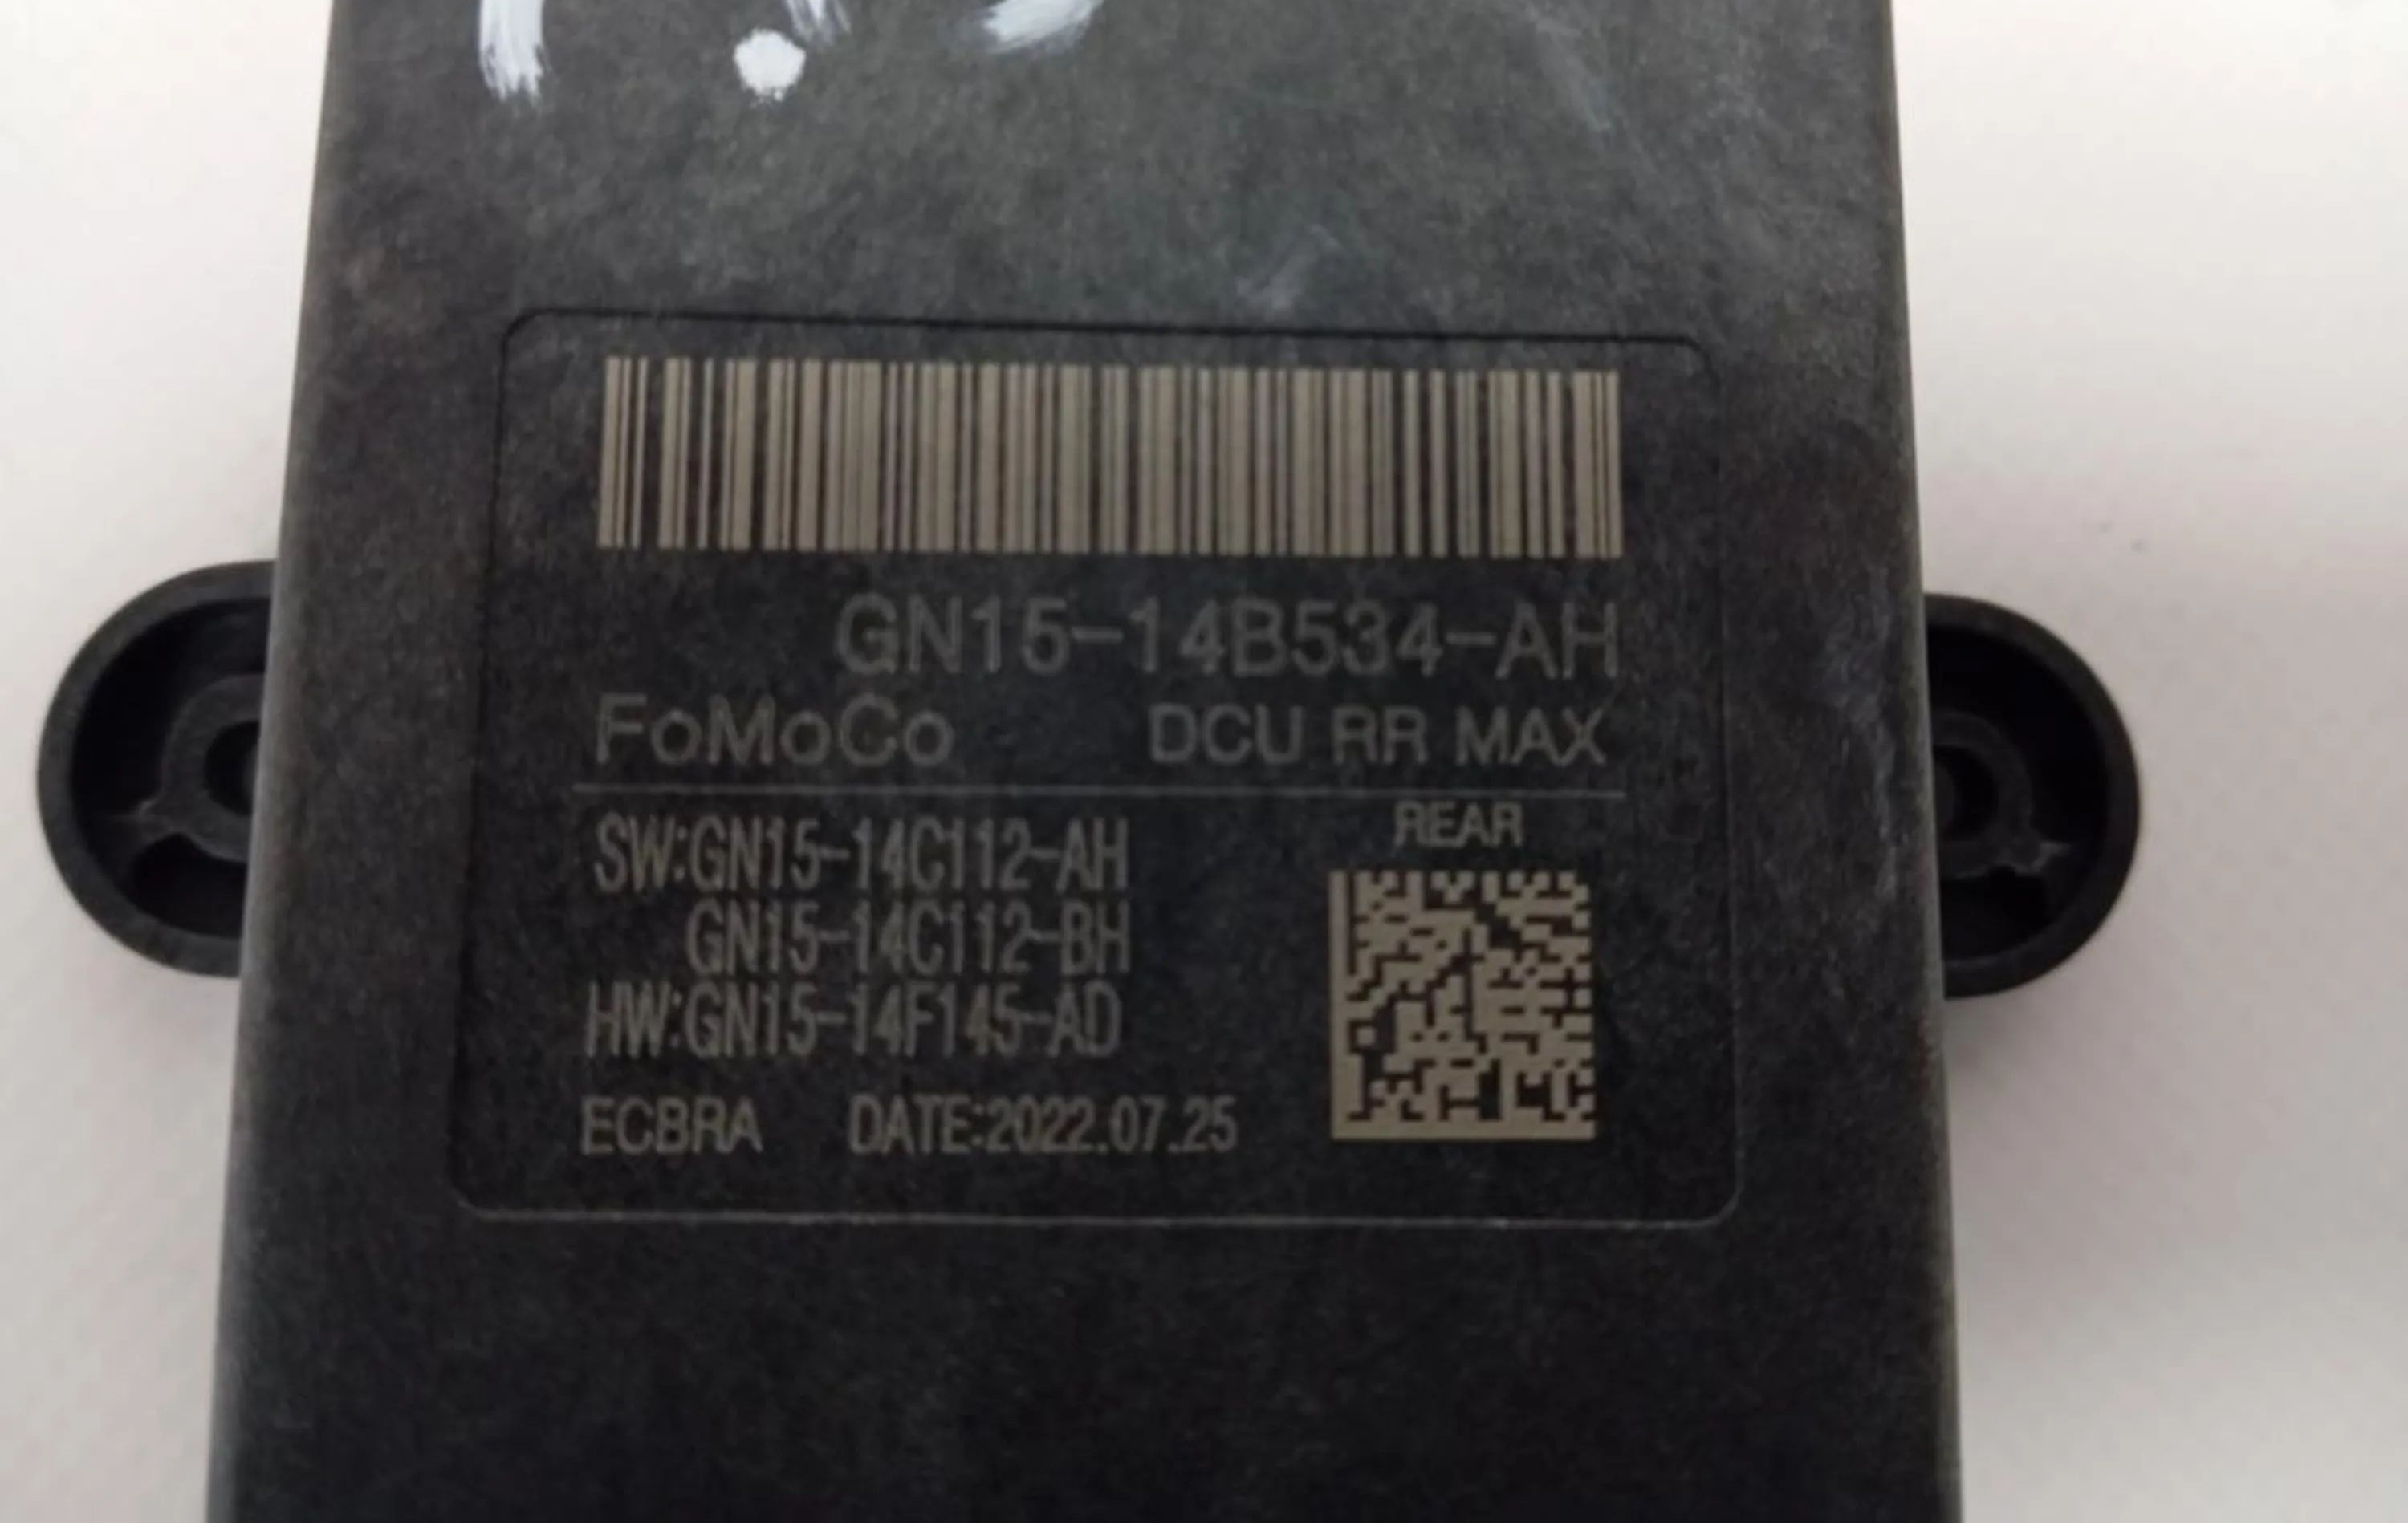 GN15-14B534-AH
FoMoCo DCU RR MAX
REAR
SW:GN15-14C112-AH
GN15-14C112-BH
HW:GN15-14F145-AD
ECBRA DATE:2022.07.25